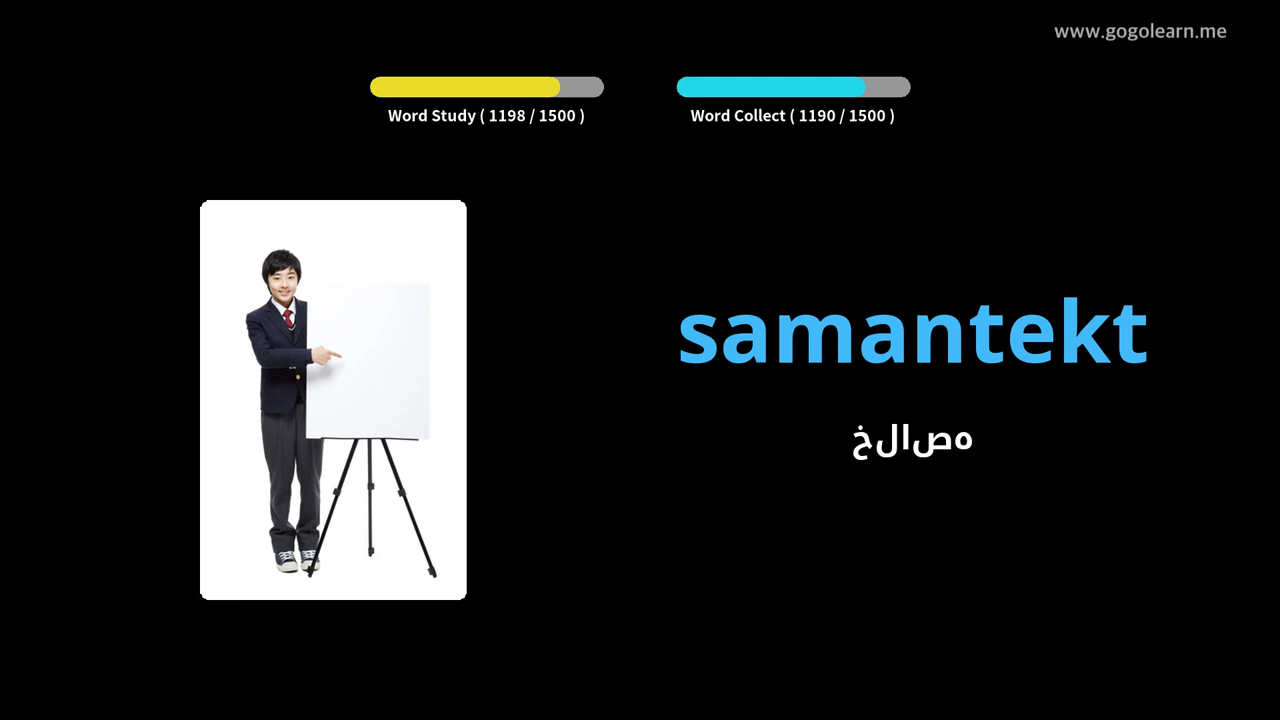 www.gogolearn.me
Word Study ( 1198 / 1500 )
Word Collect ( 1190 / 1500 )
samantekt
هصالخ